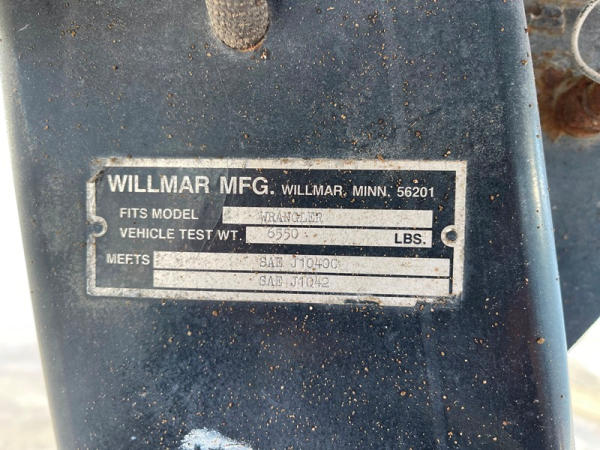 WILLMAR MFG. WILLMAR, MINN. 56201
FITS MODEL WRANGLER
VEHICLE TEST WT. 6550 LBS.
MEETS SAE J1040C
SAE J1042